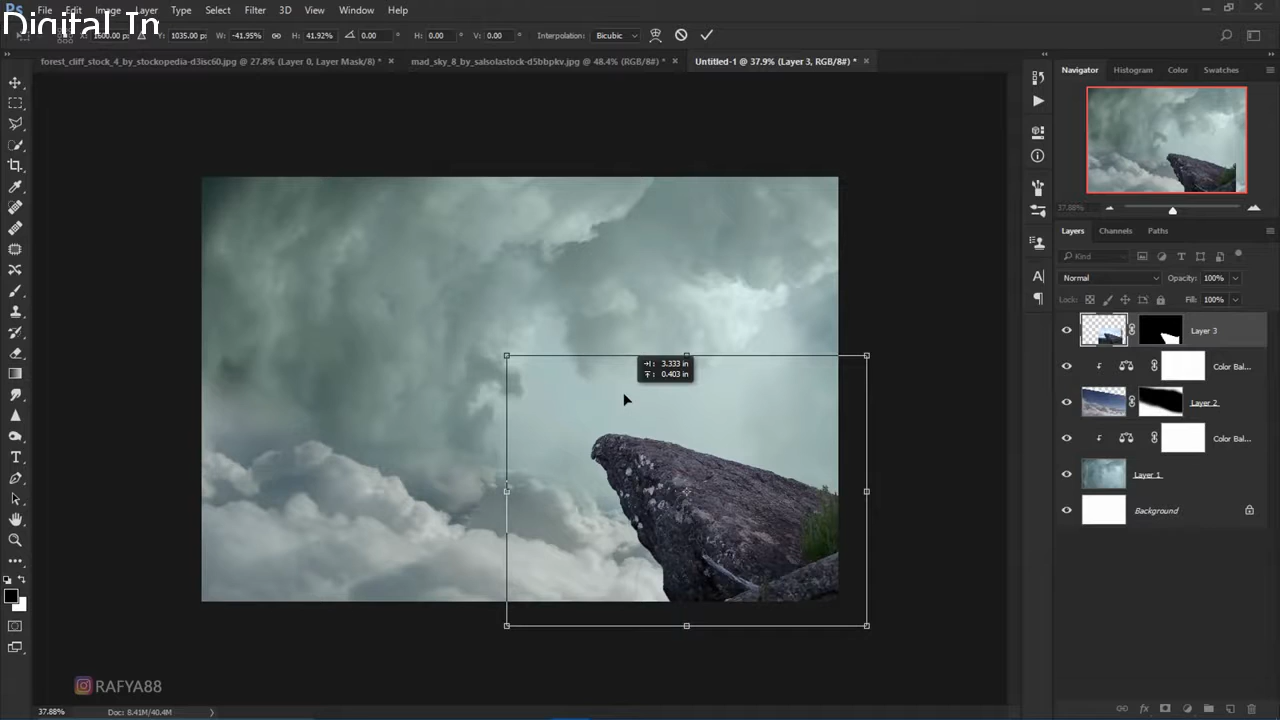 Ps File Edit Image Layer Type Select Filter 3D View Window Help
Digital In
X: 1600.00 px Y: 1035.00 px W: -41.95% H: 41.92% 0.00 ° H: 0.00 ° V: 0.00 ° Interpolation: Bicubic
forest_cliff_stock_4_by_stockopedia-d3isc60.jpg @ 27.8% (Layer 0, Layer Mask/8) * × mad_sky_8_by_salsolastock-d5bbpkv.jpg @ 48.4% (RGB/8#) * × Untitled-1 @ 37.9% (Layer 3, RGB/8#) * ×
Navigator Histogram Color Swatches
37.88%
Layers Channels Paths
Kind
Normal Opacity: 100%
Lock: Fill: 100%
Layer 3
Color Bal...
Layer 2
Color Bal...
Layer 1
Background
3.333 in
0.403 in
RAFYA88
37.88% Doc: 8.41M/40.4M